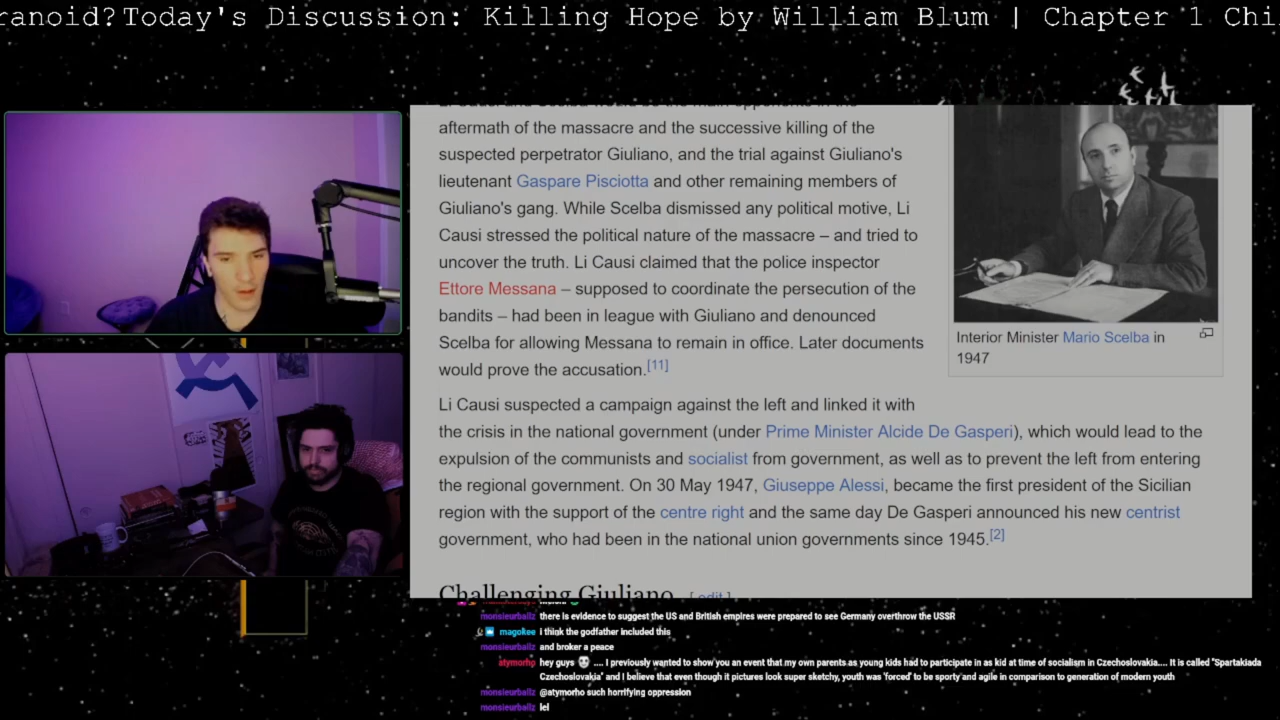 ranoid?Today's Discussion: Killing Hope by William Blum | Chapter 1 Chi
aftermath of the massacre and the successive killing of the
suspected perpetrator Giuliano, and the trial against Giuliano's
lieutenant Gaspare Pisciotta and other remaining members of
Giuliano's gang. While Scelba dismissed any political motive, Li
Causi stressed the political nature of the massacre – and tried to
uncover the truth. Li Causi claimed that the police inspector
Ettore Messana – supposed to coordinate the persecution of the
bandits – had been in league with Giuliano and denounced
Scelba for allowing Messana to remain in office. Later documents
would prove the accusation.[11]
Interior Minister Mario Scelba in
1947
Li Causi suspected a campaign against the left and linked it with
the crisis in the national government (under Prime Minister Alcide De Gasperi), which would lead to the
expulsion of the communists and socialist from government, as well as to prevent the left from entering
the regional government. On 30 May 1947, Giuseppe Alessi, became the first president of the Sicilian
region with the support of the centre right and the same day De Gasperi announced his new centrist
government, who had been in the national union governments since 1945.[2]
Challenging Giuliano [ edit ]
monsieurballz there is evidence to suggest the US and British empires were prepared to see Germany overthrow the USSR
magokee i think the godfather included this
monsieurballz and broker a peace
atymorho hey guys .... I previously wanted to show you an event that my own parents as young kids had to participate in as kid at time of socialism in Czechoslovakia.... It is called "Spartakiada
Czechoslovakia" and I believe that even though it pictures look super sketchy, youth was 'forced' to be sporty and agile in comparison to generation of modern youth
monsieurballz @atymorho such horrifying oppression
monsieurballz lel